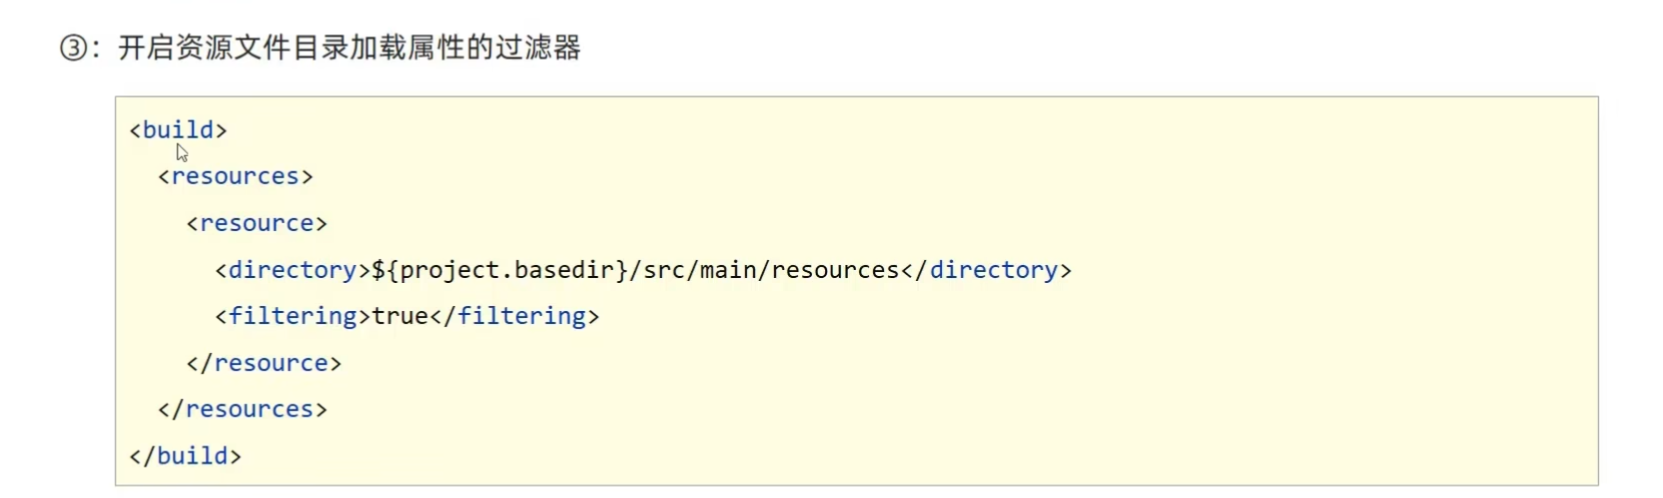 ③：开启资源文件目录加载属性的过滤器
<build>
<resources>
<resource>
<directory>${project.basedir}/src/main/resources</directory>
<filtering>true</filtering>
</resource>
</resources>
</build>